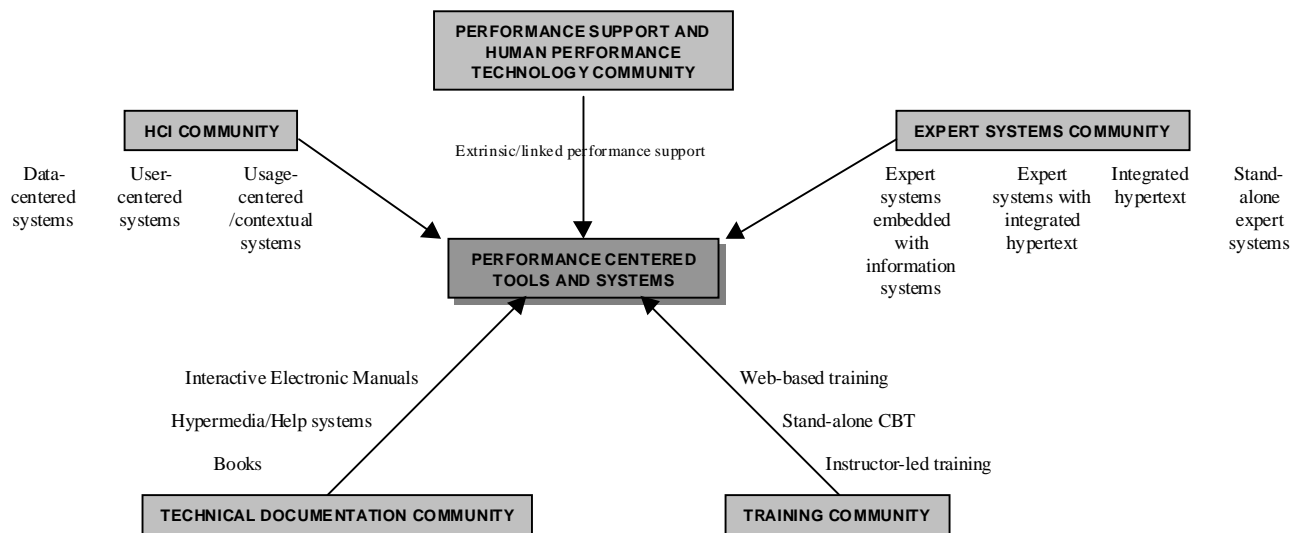 PERFORMANCE SUPPORT AND
HUMAN PERFORMANCE
TECHNOLOGY COMMUNITY
HCI COMMUNITY
EXPERT SYSTEMS COMMUNITY
Extrinsic/linked performance support
Data-
centered
systems
User-
centered
systems
Usage-
centered
/contextual
systems
Expert
systems
embedded
with
information
systems
Expert
systems with
integrated
hypertext
Integrated
hypertext
Stand-
alone
expert
systems
PERFORMANCE CENTERED
TOOLS AND SYSTEMS
Interactive Electronic Manuals
Hypermedia/Help systems
Books
Web-based training
Stand-alone CBT
Instructor-led training
TECHNICAL DOCUMENTATION COMMUNITY
TRAINING COMMUNITY